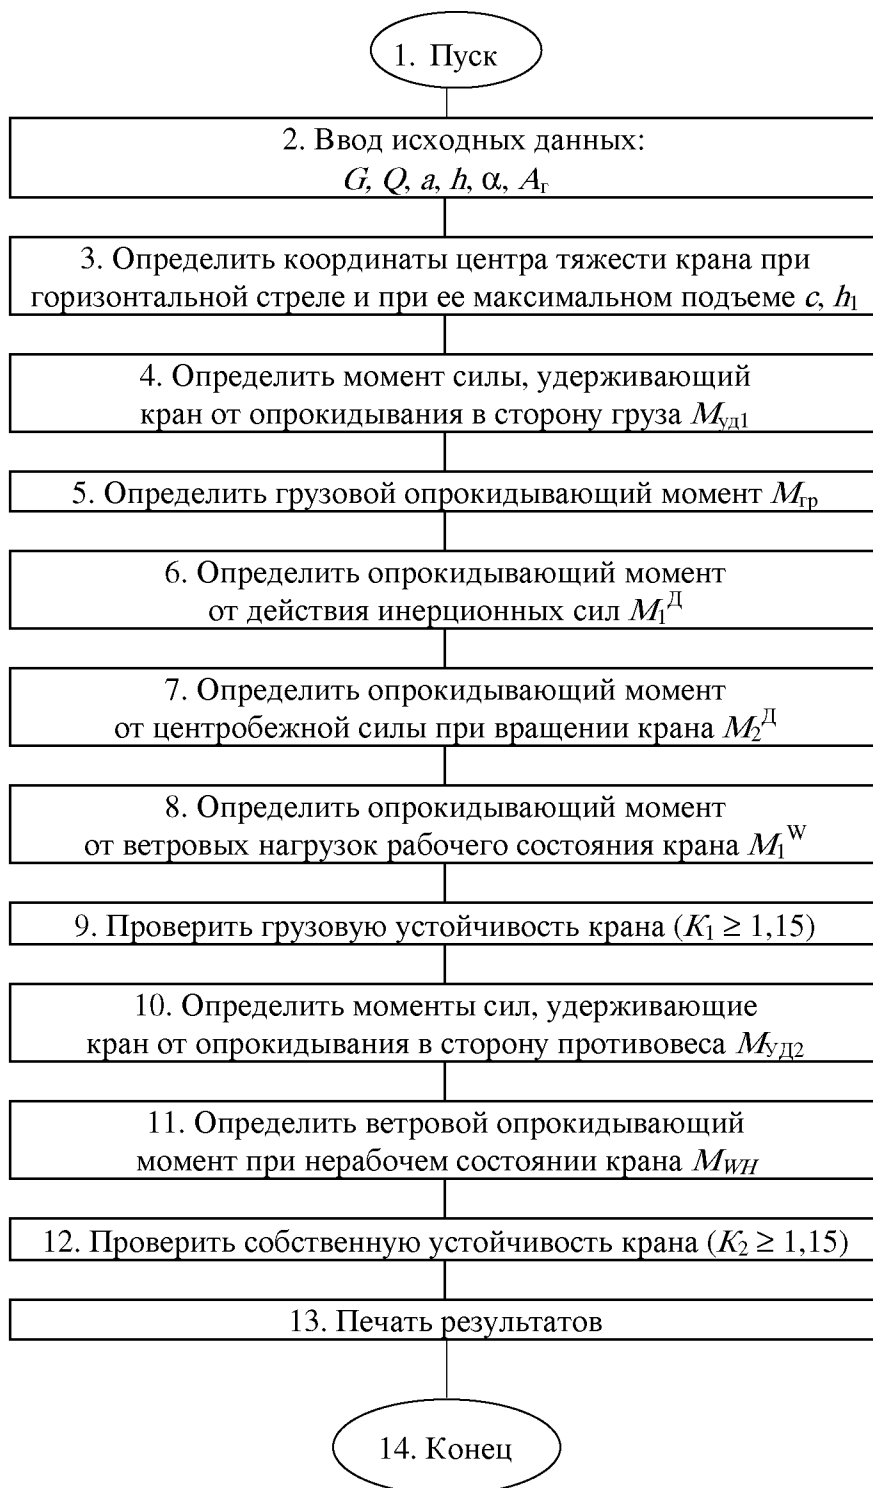 1. Пуск
2. Ввод исходных данных:
G, Q, a, h, α, Aг
3. Определить координаты центра тяжести крана при
горизонтальной стреле и при ее максимальном подъеме c, h1
4. Определить момент силы, удерживающий
кран от опрокидывания в сторону груза Mуд1
5. Определить грузовой опрокидывающий момент Mгр
6. Определить опрокидывающий момент
от действия инерционных сил M1Д
7. Определить опрокидывающий момент
от центробежной силы при вращении крана M2Д
8. Определить опрокидывающий момент
от ветровых нагрузок рабочего состояния крана M1W
9. Проверить грузовую устойчивость крана (K1 ≥ 1,15)
10. Определить моменты сил, удерживающие
кран от опрокидывания в сторону противовеса MУД2
11. Определить ветровой опрокидывающий
момент при нерабочем состоянии крана MWH
12. Проверить собственную устойчивость крана (K2 ≥ 1,15)
13. Печать результатов
14. Конец